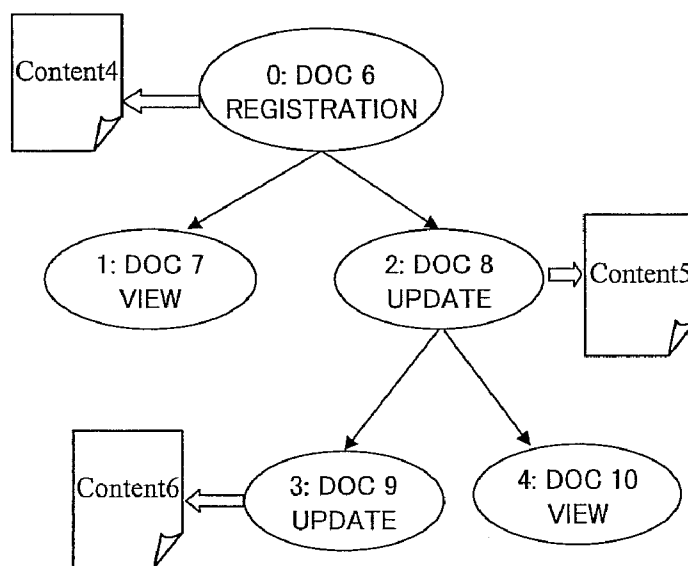 Content4
0: DOC 6
REGISTRATION
1: DOC 7
VIEW
2: DOC 8
UPDATE
Content5
Content6
3: DOC 9
UPDATE
4: DOC 10
VIEW